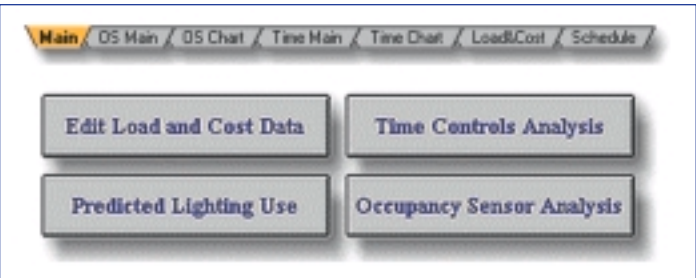 Main / OS Main / OS Chart / Time Main / Time Chart / Load&Cost / Schedule /
Edit Load and Cost Data Time Controls Analysis
Predicted Lighting Use Occupancy Sensor Analysis